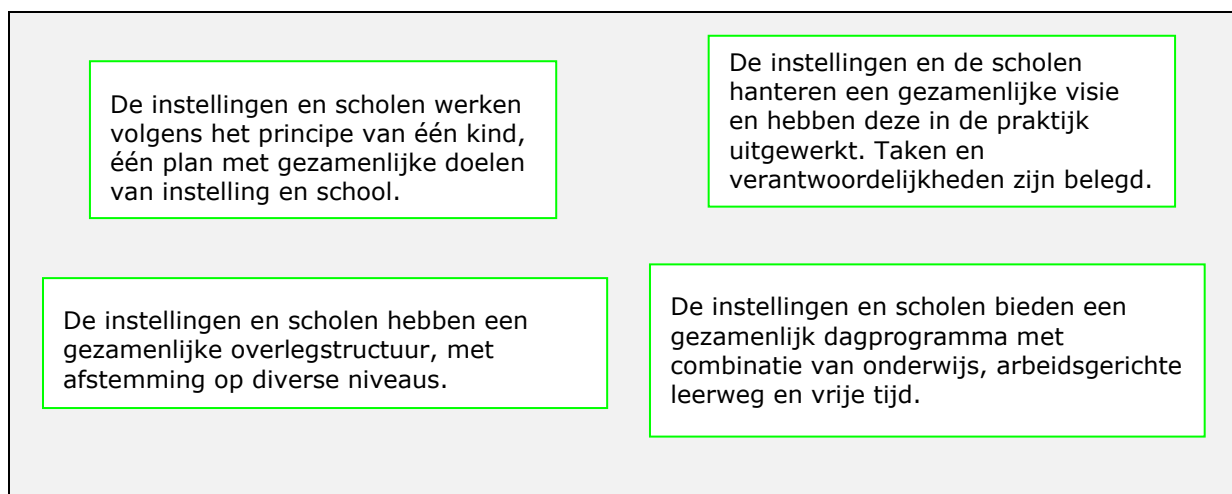 De instellingen en scholen werken
volgens het principe van één kind,
één plan met gezamenlijke doelen
van instelling en school.
De instellingen en de scholen
hanteren een gezamenlijke visie
en hebben deze in de praktijk
uitgewerkt. Taken en
verantwoordelijkheden zijn belegd.
De instellingen en scholen hebben een
gezamenlijke overlegstructuur, met
afstemming op diverse niveaus.
De instellingen en scholen bieden een
gezamenlijk dagprogramma met
combinatie van onderwijs, arbeidsgerichte
leerweg en vrije tijd.